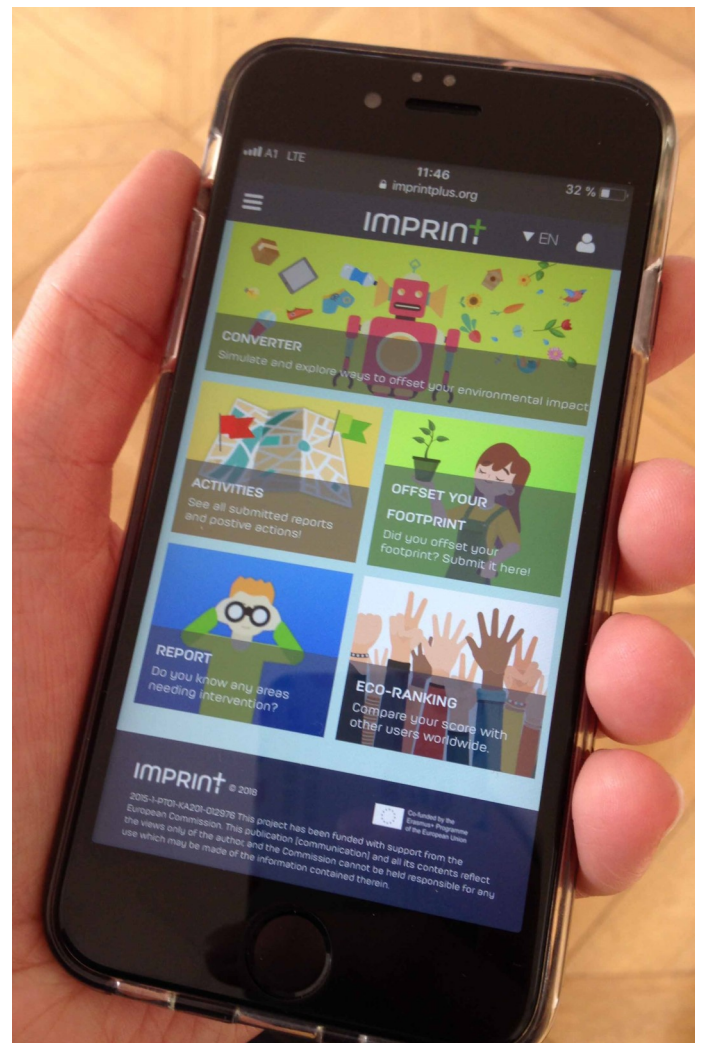 A1 LTE
11:46
32 %
imprintplus.org
IMPRINT
EN
CONVERTER
Simulate and explore ways to offset your environmental impact
ACTIVITIES
See all submitted reports
and postive actions!
OFFSET YOUR
FOOTPRINT
Did you offset your
footprint? Submit it here!
REPORT
Do you know any areas
needing intervention?
ECO-RANKING
Compare your score with
other users worldwide.
IMPRINT © 2018
Co-funded by the
Erasmus+ Programme
of the European Union
2015-1-PT01-KA201-012976 This project has been funded with support from the
European Commission. This publication [communication] and all its contents reflect
the views only of the author, and the Commission cannot be held responsible for any
use which may be made of the information contained therein.